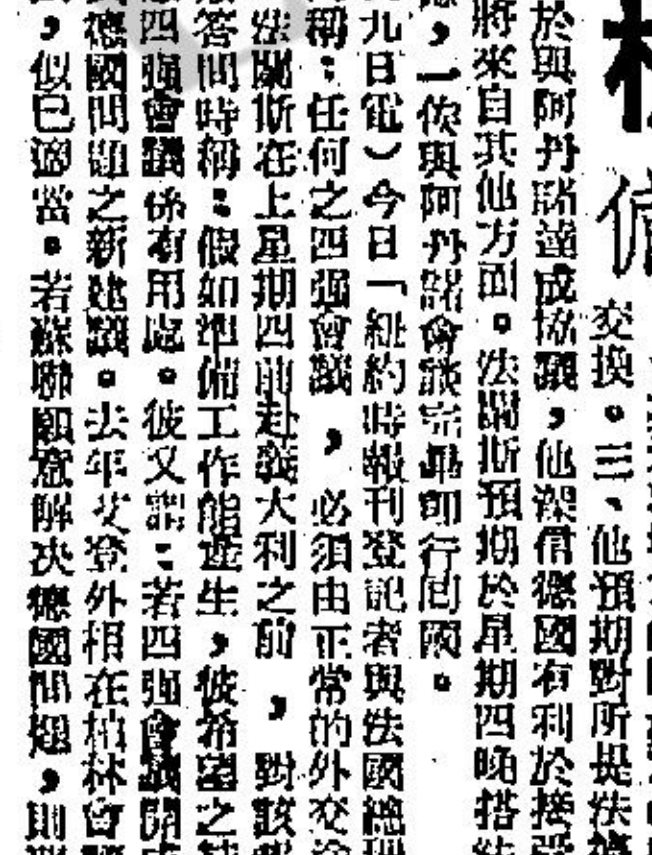 交換。三、他預期對所提法
於與阿丹諾達成協議，他深信德國有利於接受
將來自其他方面。法關斯預期於星期四晚搭
，一俟與阿丹諾會談完畢即行回國。
九日電）今日「紐約時報刊登記者與法國總理
稱：任何之四強會議，必須由正常的外交
法關斯在上星期四前赴義大利之前，對該報
答問時稱：假如準備工作能產生，彼希望之
四強會議係有用處。彼又謂：若四強會議開
德國問題之新建議。去年艾登外相在柏林會
，似已適當。若蘇聯願意解決德國問題，則